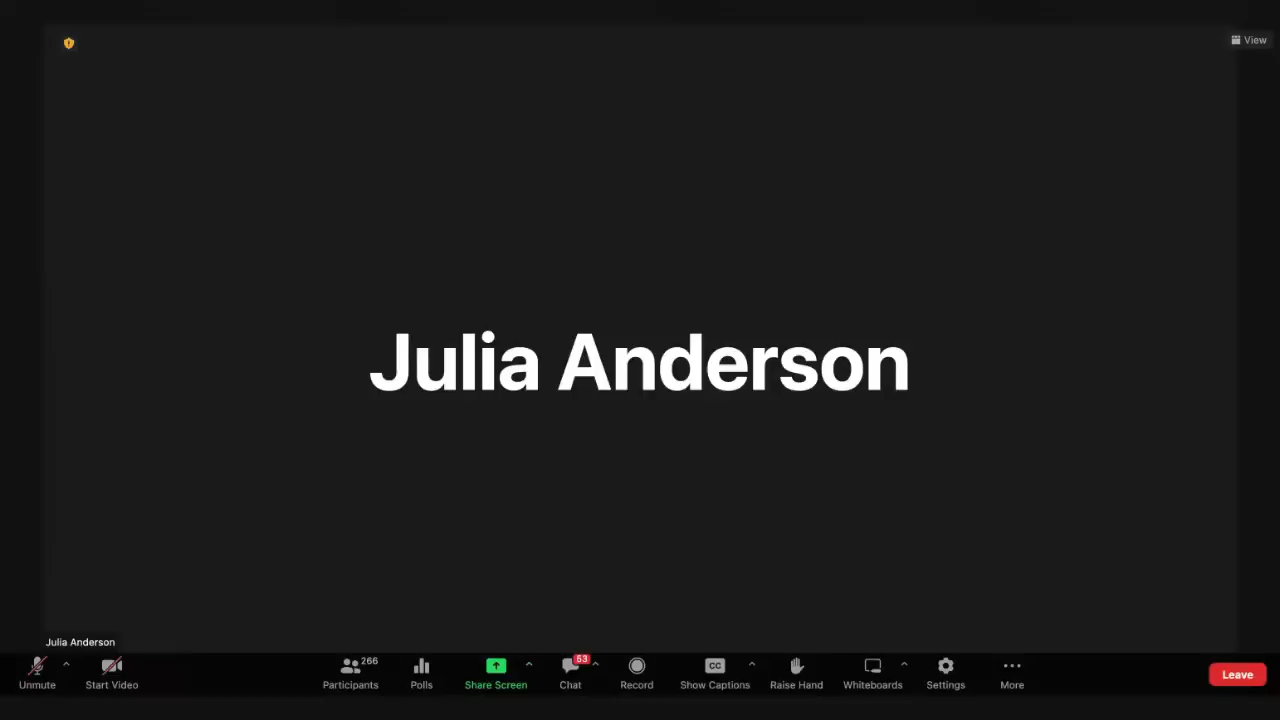 View
Julia Anderson
Julia Anderson
Unmute
Start Video
266
Participants
Polls
Share Screen
53
Chat
Record
CC
Show Captions
Raise Hand
Whiteboards
Settings
More
Leave